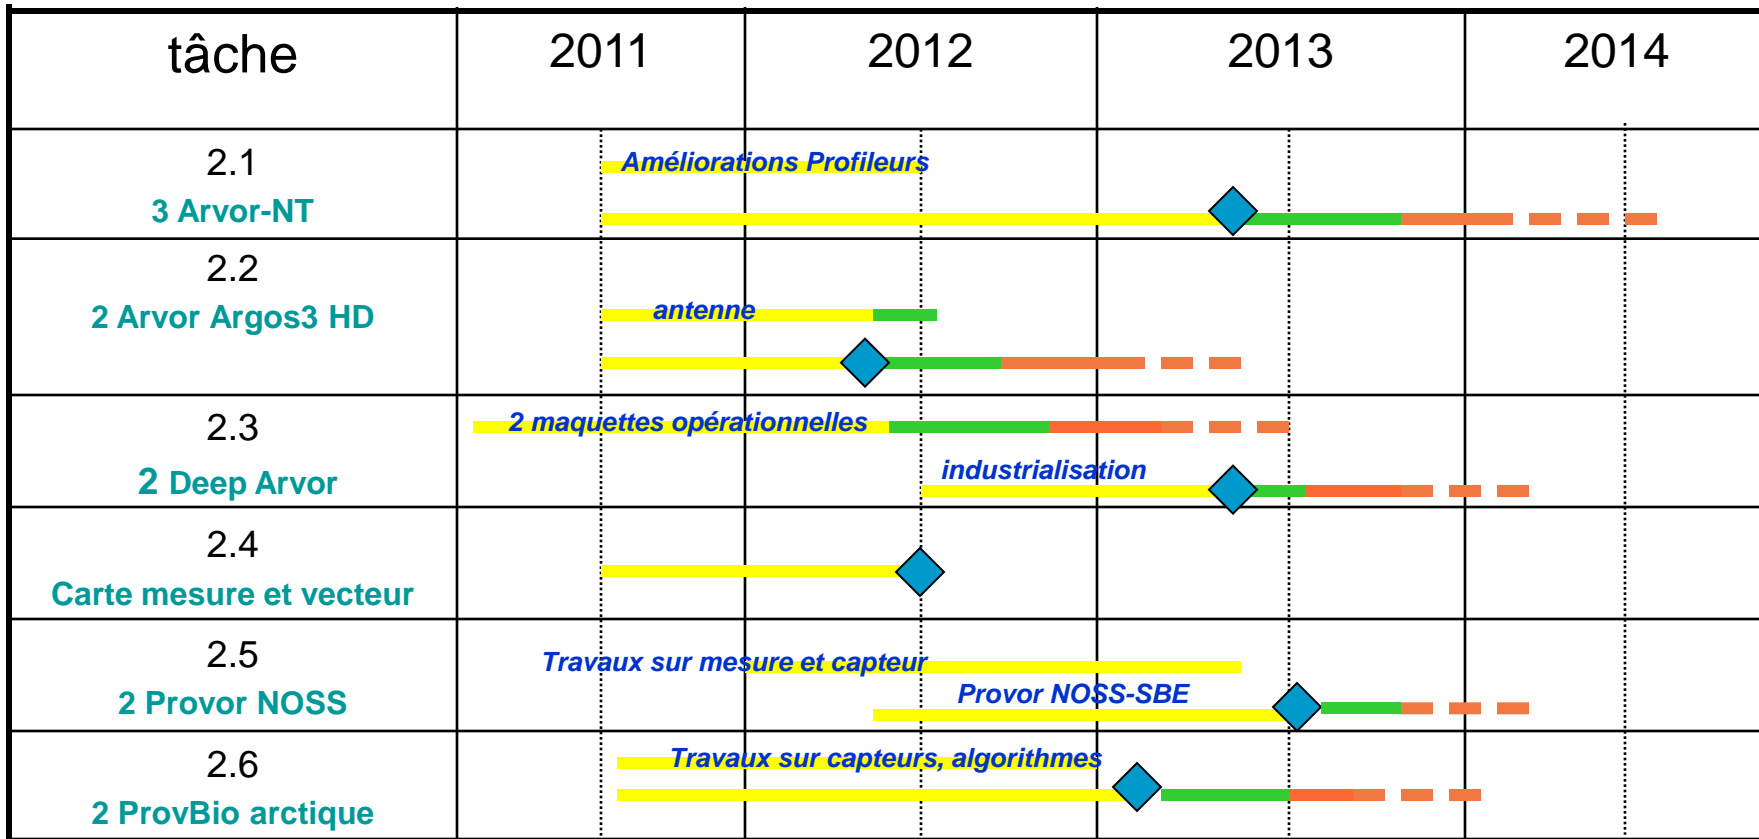 tâche 2011 2012 2013 2014
2.1
3 Arvor-NT
Améliorations Profileurs
2.2
2 Arvor Argos3 HD
antenne
2.3
2 Deep Arvor
2 maquettes opérationnelles
industrialisation
2.4
Carte mesure et vecteur
2.5
2 Provor NOSS
Travaux sur mesure et capteur
Provor NOSS-SBE
2.6
2 ProvBio arctique
Travaux sur capteurs, algorithmes